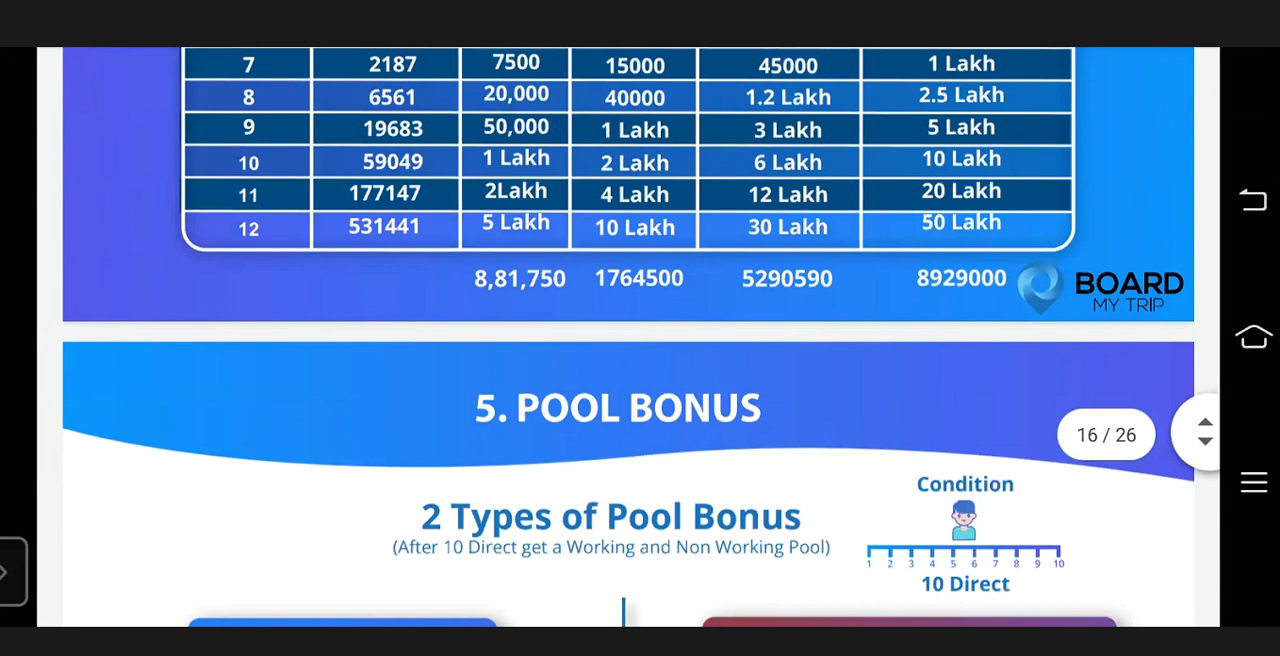 7 2187 7500 15000 45000 1 Lakh
8 6561 20,000 40000 1.2 Lakh 2.5 Lakh
9 19683 50,000 1 Lakh 3 Lakh 5 Lakh
10 59049 1 Lakh 2 Lakh 6 Lakh 10 Lakh
11 177147 2Lakh 4 Lakh 12 Lakh 20 Lakh
12 531441 5 Lakh 10 Lakh 30 Lakh 50 Lakh
8,81,750 1764500 5290590 8929000
BOARD
MY TRIP
5. POOL BONUS
16 / 26
2 Types of Pool Bonus
(After 10 Direct get a Working and Non Working Pool)
Condition
1 2 3 4 5 6 7 8 9 10
10 Direct